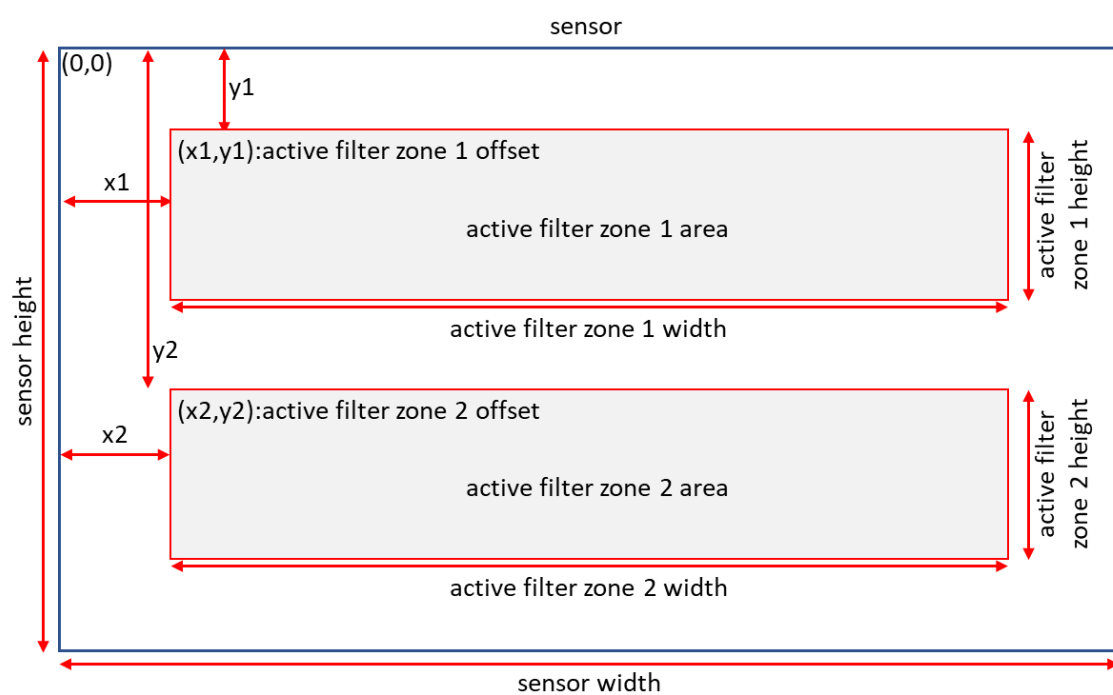 sensor
(0,0)
y1
(x1,y1):active filter zone 1 offset
x1
active filter zone 1 area
active filter
zone 1 height
active filter zone 1 width
sensor height
y2
(x2,y2):active filter zone 2 offset
x2
active filter zone 2 area
active filter
zone 2 height
active filter zone 2 width
sensor width